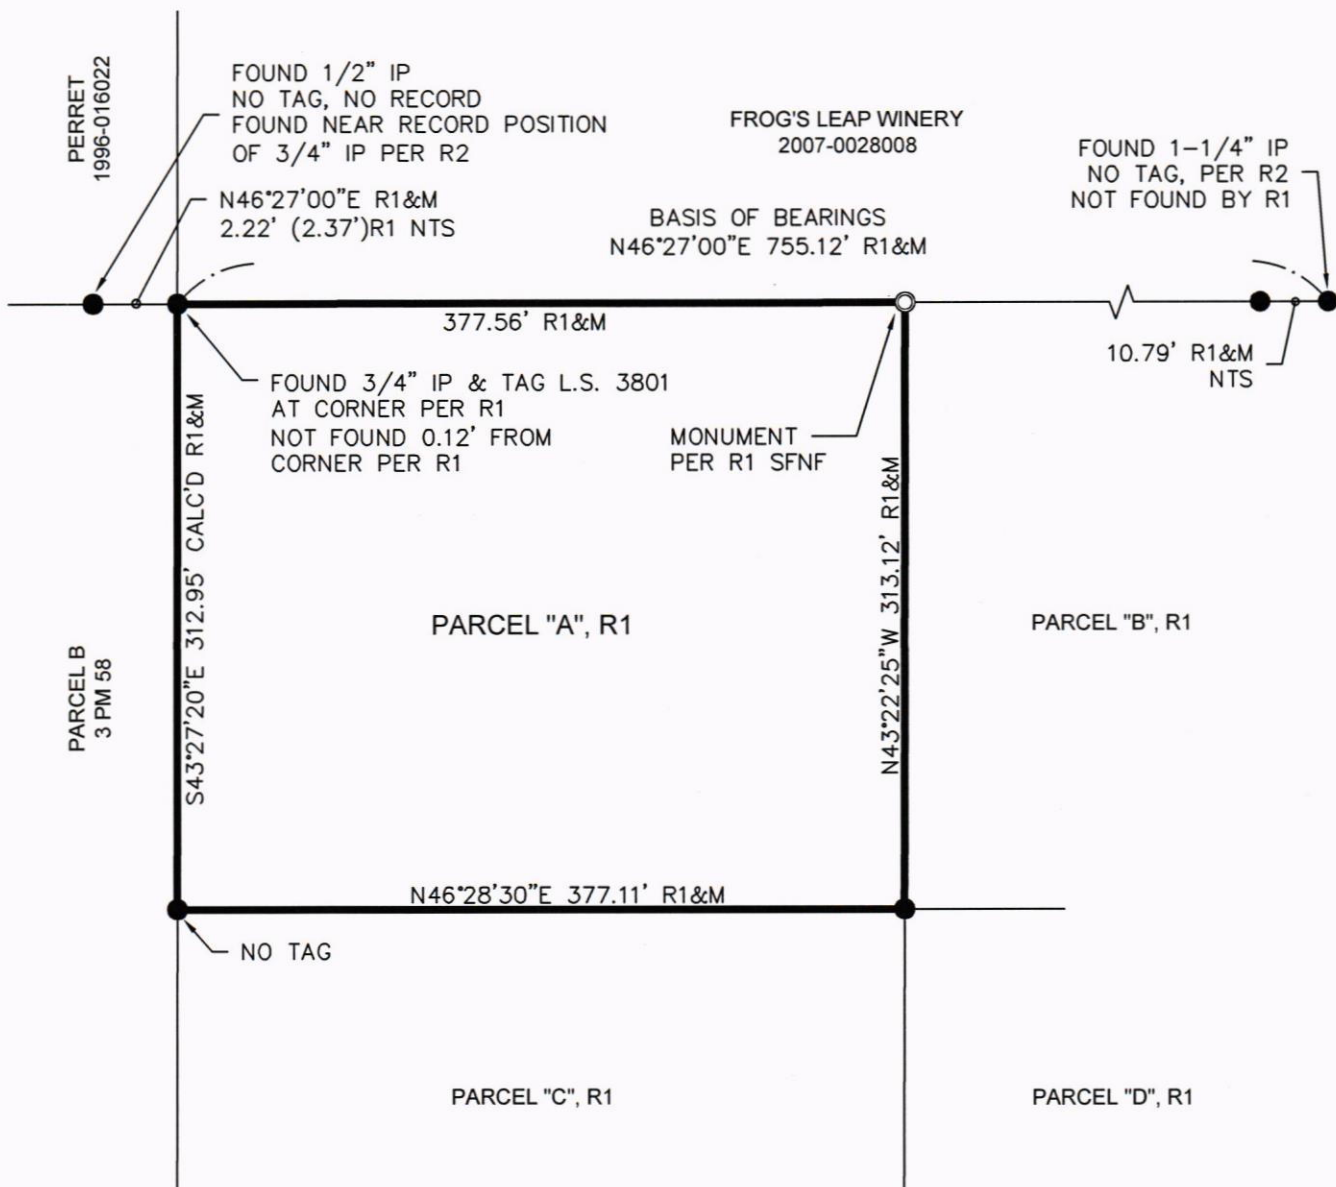 PERRET
1996-016022
FOUND 1/2" IP
NO TAG, NO RECORD
FOUND NEAR RECORD POSITION
OF 3/4" IP PER R2
N46°27'00"E R1&M
2.22' (2.37')R1 NTS
FROG'S LEAP WINERY
2007-0028008
BASIS OF BEARINGS
N46°27'00"E 755.12' R1&M
FOUND 1-1/4" IP
NO TAG, PER R2
NOT FOUND BY R1
377.56' R1&M
10.79' R1&M
NTS
FOUND 3/4" IP & TAG L.S. 3801
AT CORNER PER R1
NOT FOUND 0.12' FROM
CORNER PER R1
MONUMENT
PER R1 SFNF
S43°27'20"E 312.95' CALC'D R1&M
N43°22'25"W 313.12' R1&M
PARCEL "A", R1
PARCEL "B", R1
PARCEL B
3 PM 58
N46°28'30"E 377.11' R1&M
NO TAG
PARCEL "C", R1
PARCEL "D", R1